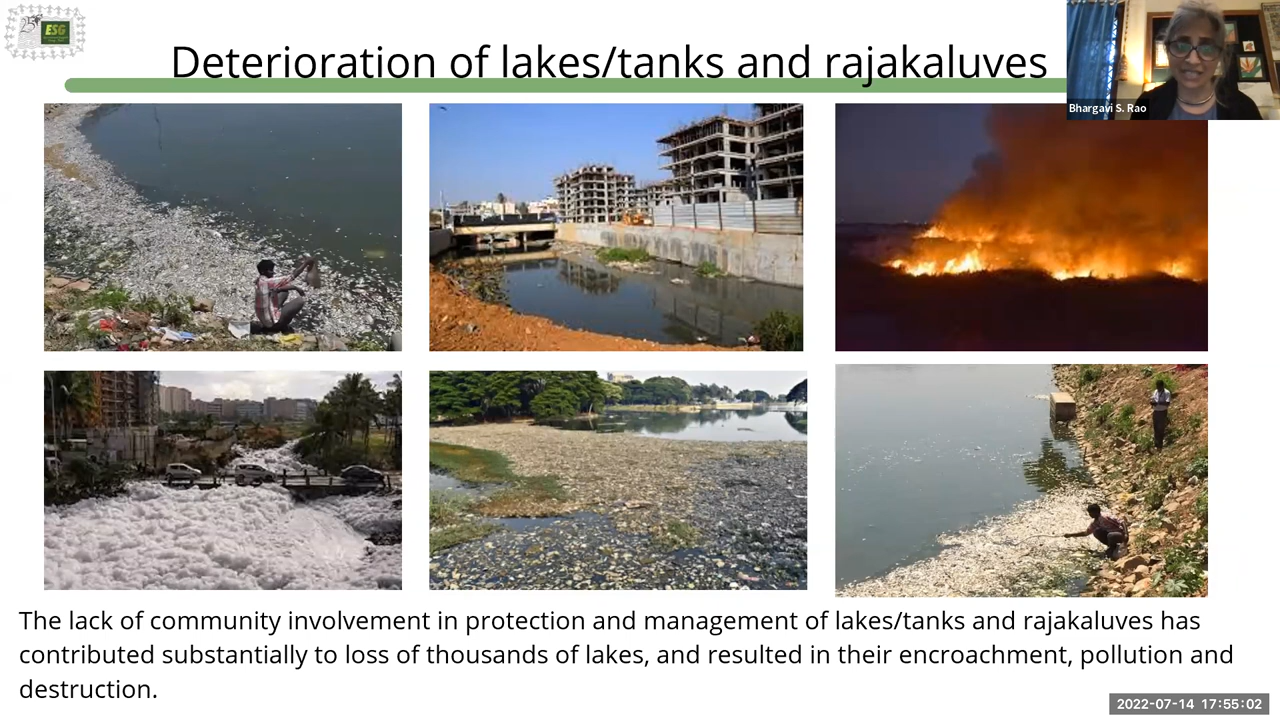 25
ESG
Deterioration of lakes/tanks and rajakaluves
Bhargavi S. Rao
The lack of community involvement in protection and management of lakes/tanks and rajakaluves has
contributed substantially to loss of thousands of lakes, and resulted in their encroachment, pollution and
destruction.
2022-07-14 17:55:02